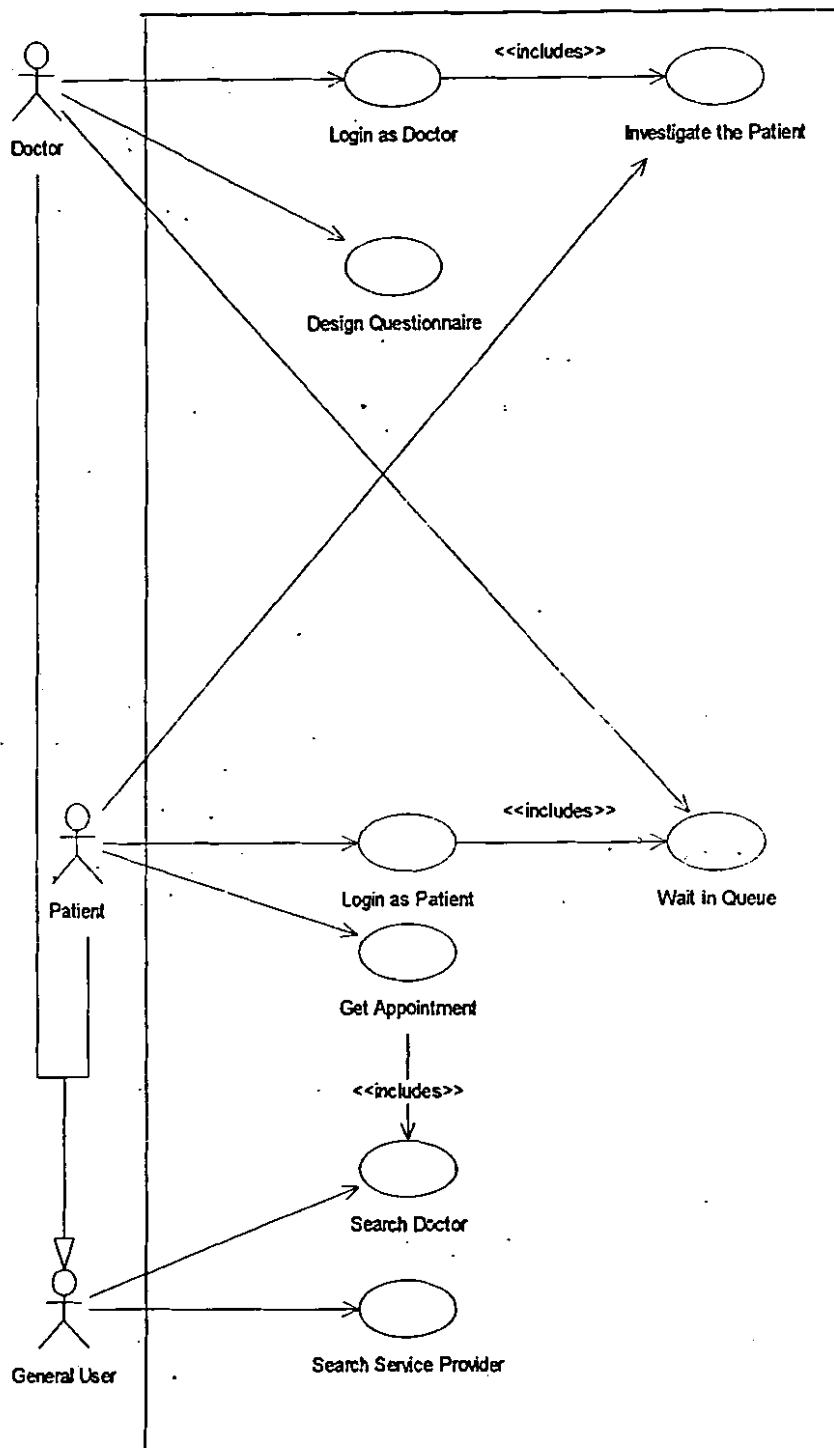 <<includes>>
Doctor
Login as Doctor
Investigate the Patient
Design Questionnaire
<<includes>>
Patient
Login as Patient
Wait in Queue
Get Appointment
<<includes>>
Search Doctor
General User
Search Service Provider